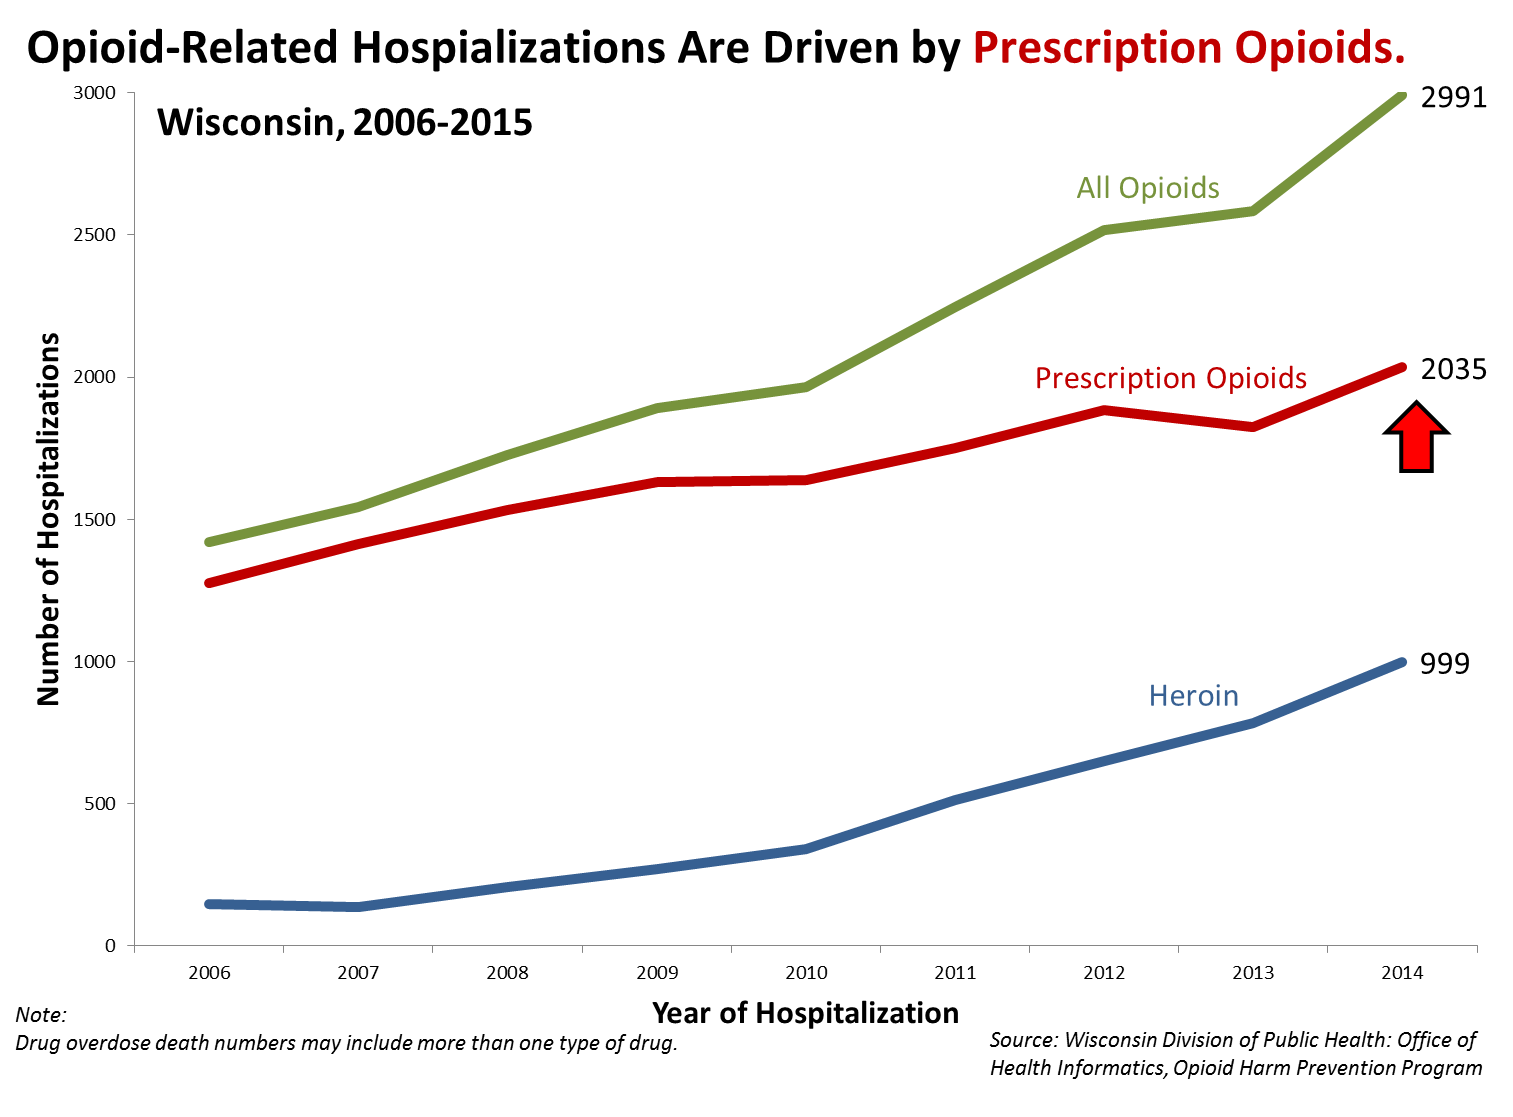 Opioid-Related Hospializations Are Driven by Prescription Opioids.
Wisconsin, 2006-2015
3000
2500
2000
1500
1000
500
0
Number of Hospitalizations
All Opioids
2991
Prescription Opioids
2035
Heroin
999
2006 2007 2008 2009 2010 2011 2012 2013 2014
Year of Hospitalization
Note:
Drug overdose death numbers may include more than one type of drug.
Source: Wisconsin Division of Public Health: Office of
Health Informatics, Opioid Harm Prevention Program